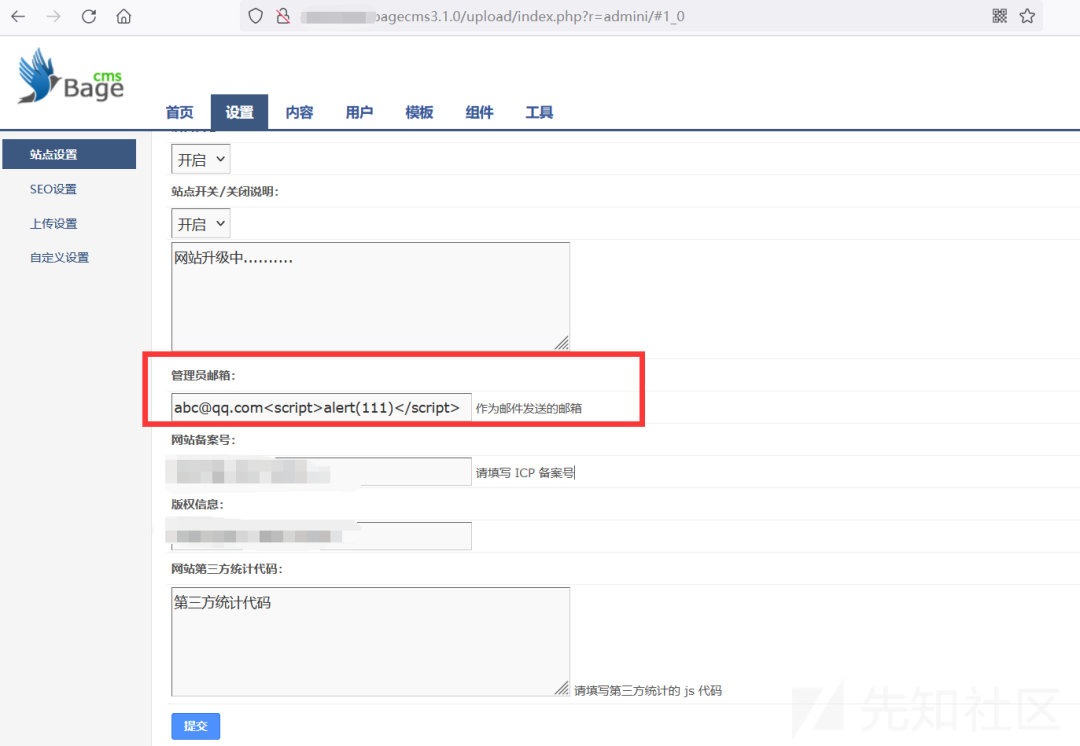 bagecms3.1.0/upload/index.php?r=admini/#1_0
Bage cms
首页 设置 内容 用户 模板 组件 工具
站点设置
SEO设置
上传设置
自定义设置
开启
站点开关/关闭说明:
开启
网站升级中..........
管理员邮箱:
abc@qq.com<script>alert(111)</script> 作为邮件发送的邮箱
网站备案号:
请填写 ICP 备案号
版权信息:
网站第三方统计代码:
第三方统计代码
请填写第三方统计的 js 代码
提交
先知社区